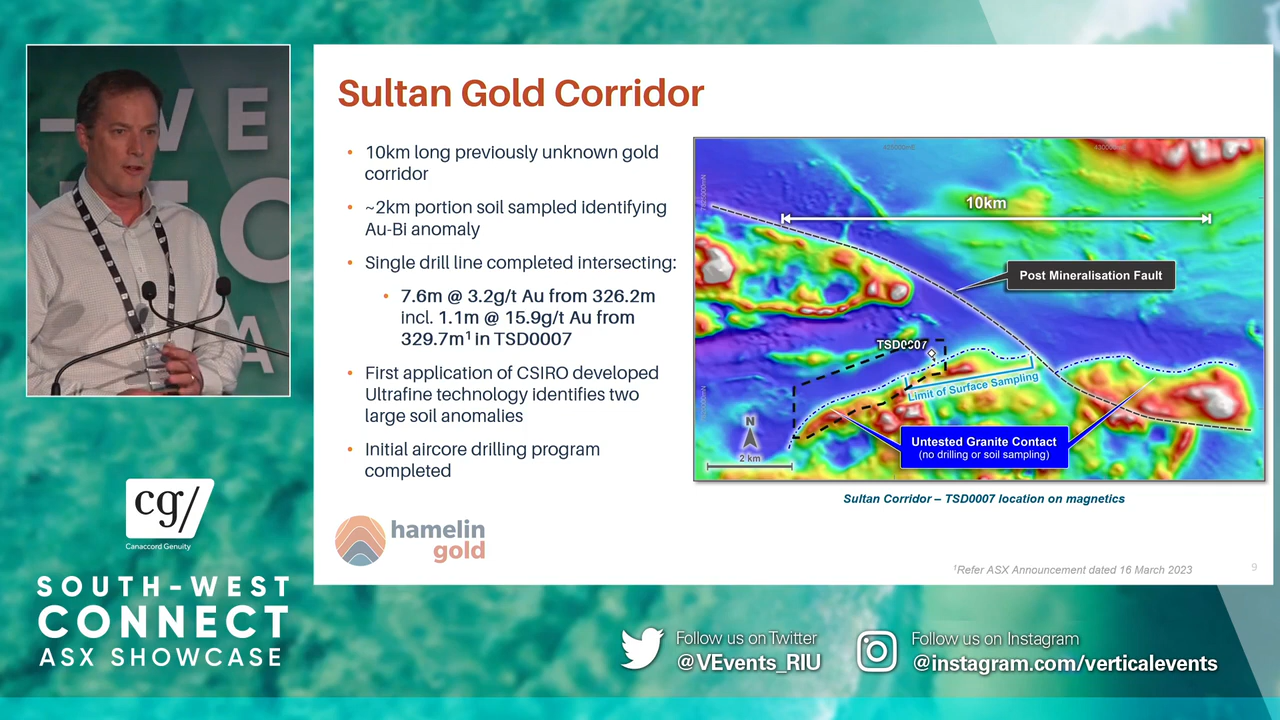 Sultan Gold Corridor
• 10km long previously unknown gold
corridor
• ~2km portion soil sampled identifying
Au-Bi anomaly
• Single drill line completed intersecting:
• 7.6m @ 3.2g/t Au from 326.2m
incl. 1.1m @ 15.9g/t Au from
329.7m¹ in TSD0007
• First application of CSIRO developed
Ultrafine technology identifies two
large soil anomalies
• Initial aircore drilling program
completed
10km
Post Mineralisation Fault
TSD0007
Limit of Surface Sampling
Untested Granite Contact
(no drilling or soil sampling)
N
2 km
Sultan Corridor – TSD0007 location on magnetics
hamelin
gold
¹Refer ASX Announcement dated 16 March 2023
9
cg/
Canaccord Genuity
SOUTH-WEST
CONNECT
ASX SHOWCASE
Follow us on Twitter
@VEvents_RIU
Follow us on Instagram
@instagram.com/verticalevents